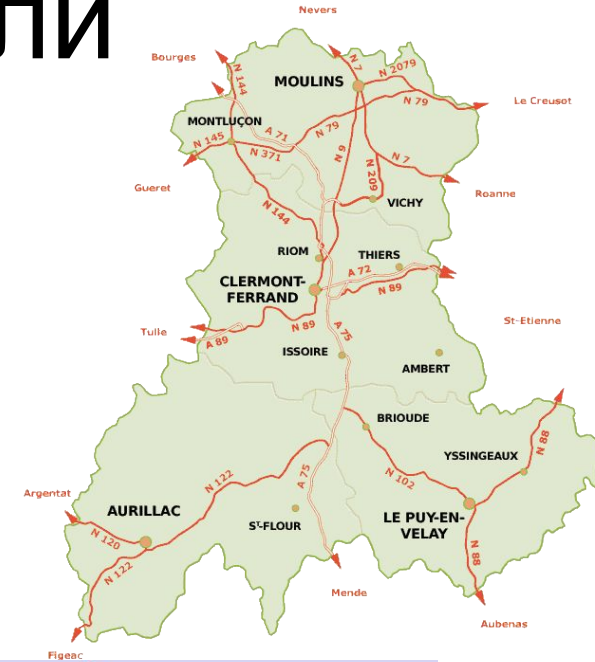 ЛИ
Nevers
Bourges
N 7
N 2079
N 144
MOULINS
N 79
Le Creusot
MONTLUÇON
A 71
N 79
N 145
N 371
N 9
N 7
N 209
Gueret
Roanne
VICHY
N 144
RIOM
THIERS
A 72
CLERMONT-
FERRAND
N 89
St-Etienne
Tulle
A 89
N 89
A 75
ISSOIRE
AMBERT
BRIOUDE
N 88
YSSINGEAUX
N 122
A 75
N 102
Argentat
AURILLAC
ST-FLOUR
LE PUY-EN-
VELAY
N 120
N 122
N 88
Mende
Aubenas
Figeac